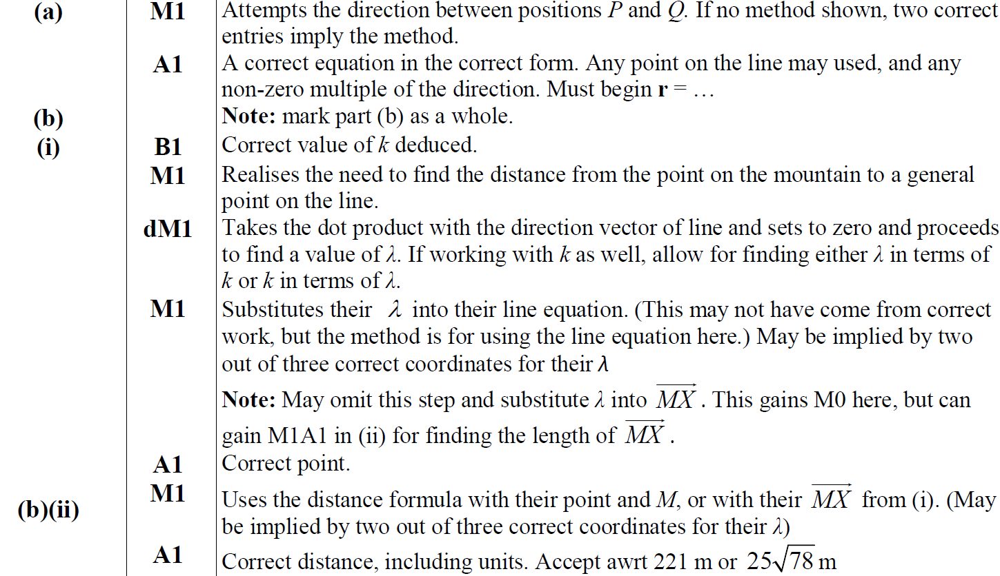 (a) M1 Attempts the direction between positions P and Q. If no method shown, two correct
entries imply the method.
A1 A correct equation in the correct form. Any point on the line may used, and any
non-zero multiple of the direction. Must begin r = …
(b) Note: mark part (b) as a whole.
(i) B1 Correct value of k deduced.
M1 Realises the need to find the distance from the point on the mountain to a general
point on the line.
dM1 Takes the dot product with the direction vector of line and sets to zero and proceeds
to find a value of λ. If working with k as well, allow for finding either λ in terms of
k or k in terms of λ.
M1 Substitutes their λ into their line equation. (This may not have come from correct
work, but the method is for using the line equation here.) May be implied by two
out of three correct coordinates for their λ
Note: May omit this step and substitute λ into $\overrightarrow{MX}$ . This gains M0 here, but can
gain M1A1 in (ii) for finding the length of $\overrightarrow{MX}$ .
A1 Correct point.
(b)(ii) M1 Uses the distance formula with their point and M, or with their $\overrightarrow{MX}$ from (i). (May
be implied by two out of three correct coordinates for their λ)
A1 Correct distance, including units. Accept awrt 221 m or 25√78 m